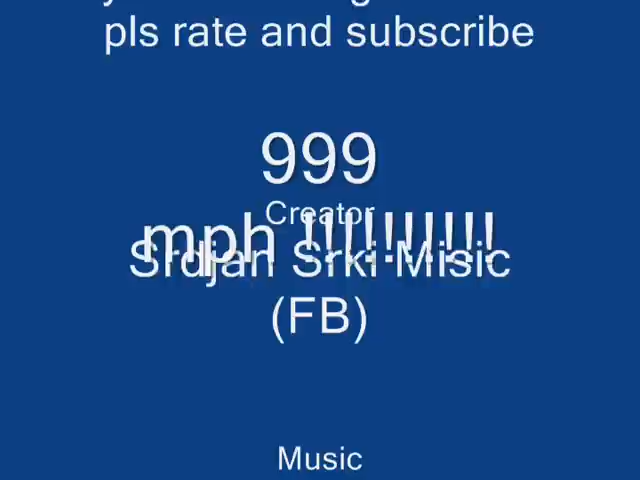 pls rate and subscribe
999
Creator
mph !!!!!!!!!!
Srdjan Srki Misic
(FB)
Music